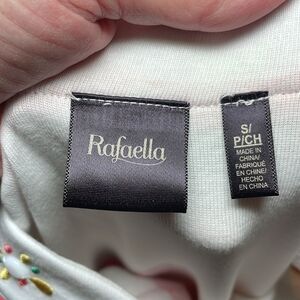 Rafaella
S/
P/CH
MADE IN
CHINA/
FABRIQUÉ
EN CHINE/
HECHO
EN CHINA